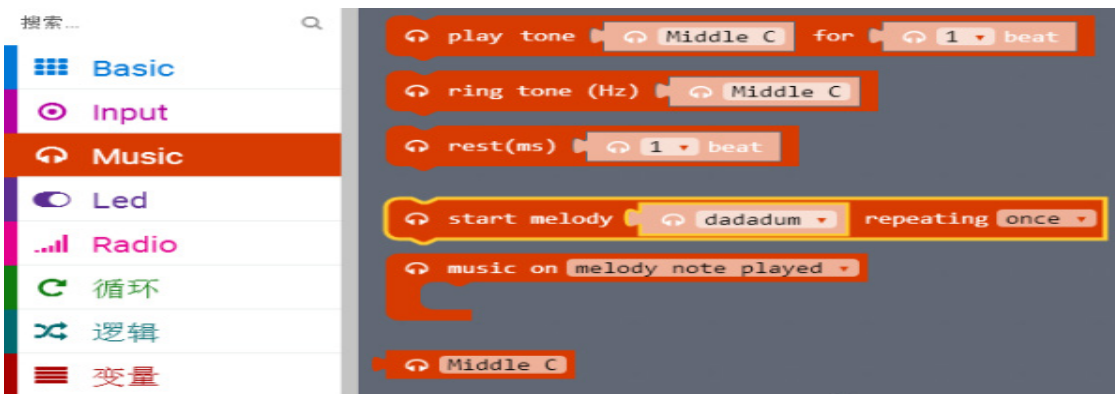 搜索...
Basic
Input
Music
Led
Radio
循环
逻辑
变量
play tone Middle C for 1 beat
ring tone (Hz) Middle C
rest(ms) 1 beat
start melody dadadum repeating once
music on melody note played
Middle C